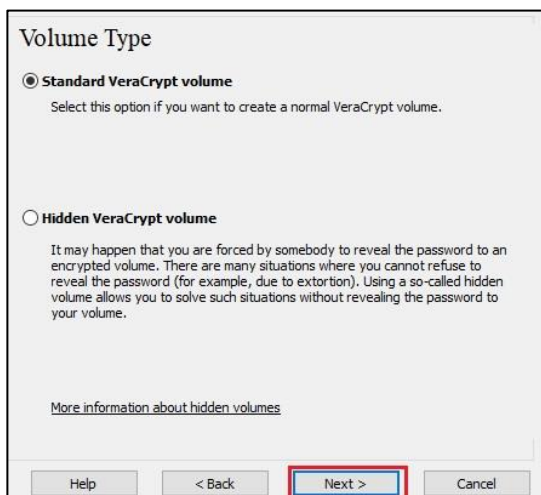 Volume Type
Standard VeraCrypt volume
Select this option if you want to create a normal VeraCrypt volume.
Hidden VeraCrypt volume
It may happen that you are forced by somebody to reveal the password to an
encrypted volume. There are many situations where you cannot refuse to
reveal the password (for example, due to extortion). Using a so-called hidden
volume allows you to solve such situations without revealing the password to
your volume.
More information about hidden volumes
Help < Back Next > Cancel